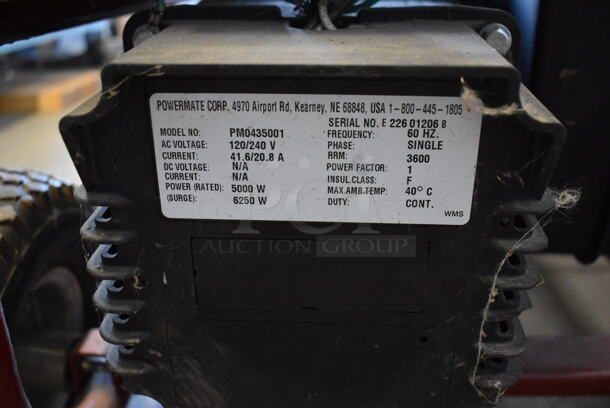 POWERMATE CORP. 4970 Airport Rd, Kearney, NE 68848, USA 1-800-445-1805
SERIAL NO. E 226 01206 B
MODEL NO: PM0435001 FREQUENCY: 60 HZ.
AC VOLTAGE: 120/240 V PHASE: SINGLE
CURRENT: 41.6/20.8 A RRM: 3600
DC VOLTAGE: N/A POWER FACTOR: 1
CURRENT: N/A INSUL.CLASS: F
POWER (RATED): 5000 W MAX.AMB.TEMP: 40° C
(SURGE): 6250 W DUTY: CONT.
WMS
PCI
AUCTION GROUP